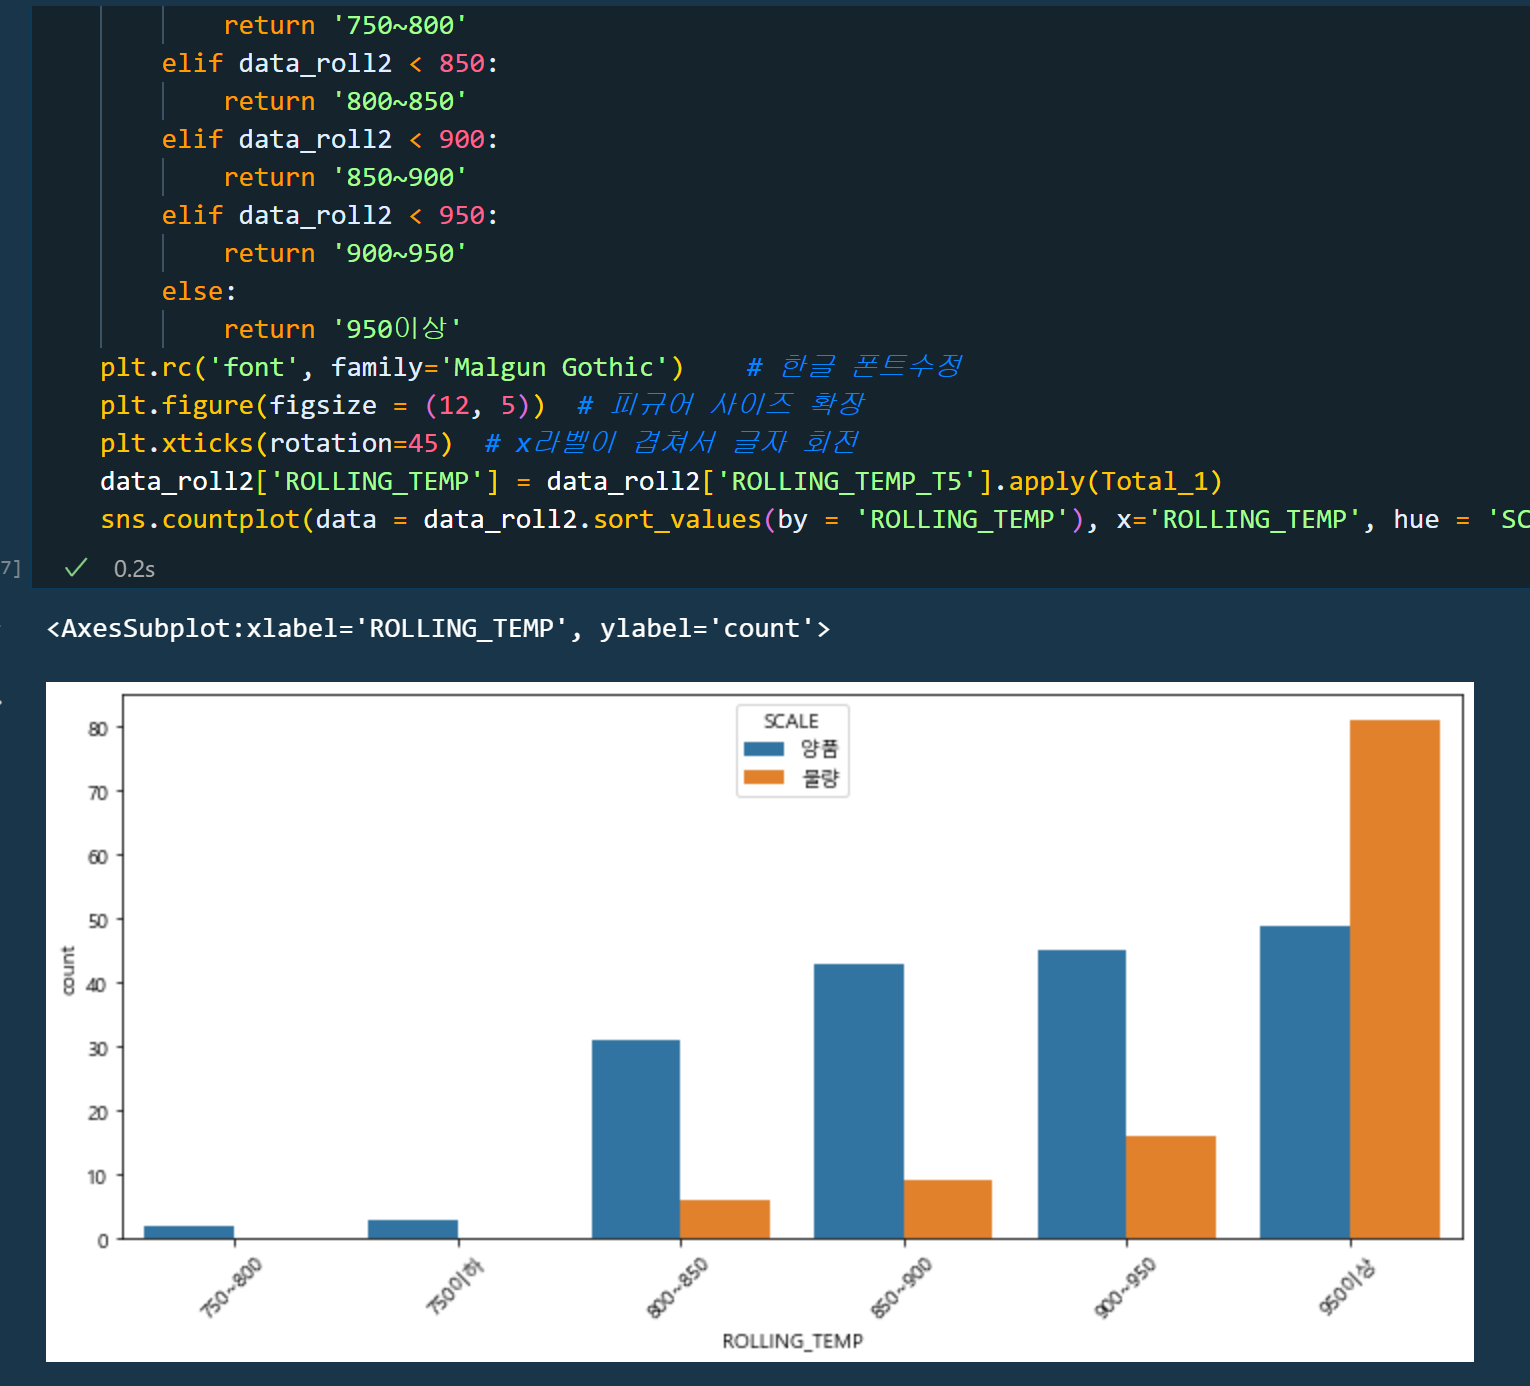 return '750~800'
elif data_roll2 < 850:
return '800~850'
elif data_roll2 < 900:
return '850~900'
elif data_roll2 < 950:
return '900~950'
else:
return '950이상'
plt.rc('font', family='Malgun Gothic')    # 한글 폰트수정
plt.figure(figsize = (12, 5))  # 피규어 사이즈 확장
plt.xticks(rotation=45)  # x라벨이 겹쳐서 글자 회전
data_roll2['ROLLING_TEMP'] = data_roll2['ROLLING_TEMP_T5'].apply(Total_1)
sns.countplot(data = data_roll2.sort_values(by = 'ROLLING_TEMP'), x='ROLLING_TEMP', hue = 'SC
7]
0.2s
<AxesSubplot:xlabel='ROLLING_TEMP', ylabel='count'>
SCALE
양품
불량
80
70
60
50
40
30
20
10
0
count
750~800
750이하
800~850
850~900
900~950
950이상
ROLLING_TEMP